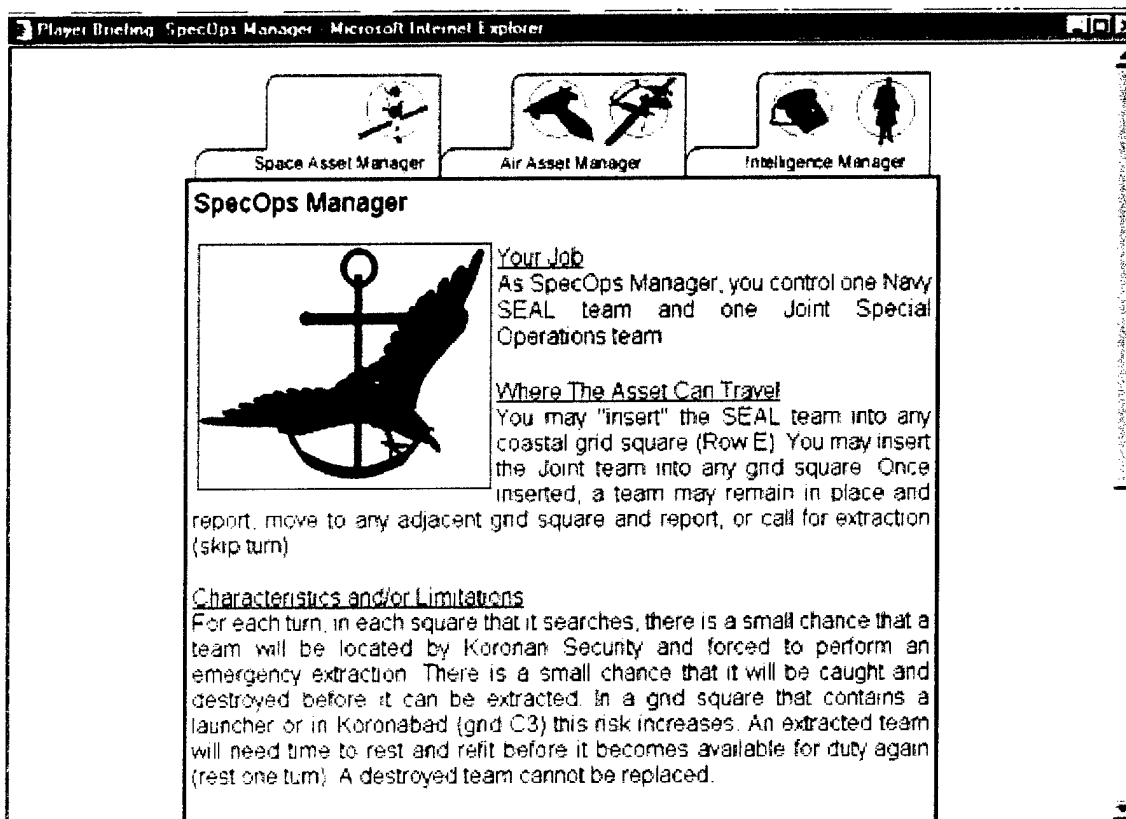 Player Briefing: SpecOps Manager - Microsoft Internet Explorer
Space Asset Manager
Air Asset Manager
Intelligence Manager
SpecOps Manager
Your Job
As SpecOps Manager, you control one Navy
SEAL team and one Joint Special
Operations team
Where The Asset Can Travel
You may "insert" the SEAL team into any
coastal grid square (Row E). You may insert
the Joint team into any grid square. Once
inserted, a team may remain in place and
report, move to any adjacent grid square and report, or call for extraction
(skip turn)
Characteristics and/or Limitations
For each turn, in each square that it searches, there is a small chance that a
team will be located by Koronan Security and forced to perform an
emergency extraction. There is a small chance that it will be caught and
destroyed before it can be extracted. In a grid square that contains a
launcher or in Koronabad (grid C3) this risk increases. An extracted team
will need time to rest and refit before it becomes available for duty again
(rest one turn). A destroyed team cannot be replaced.